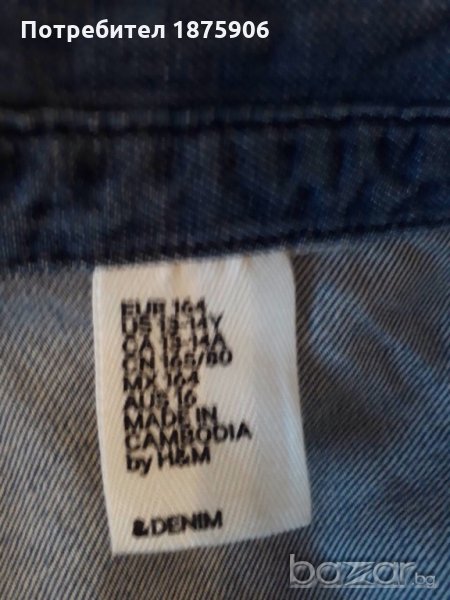 Потребител 1875906
EUR 164
US 13-14Y
CA 13-14A
CN 165/80
MX 164
AUS 16
MADE IN
CAMBODIA
by H&M
&DENIM
bazar.bg